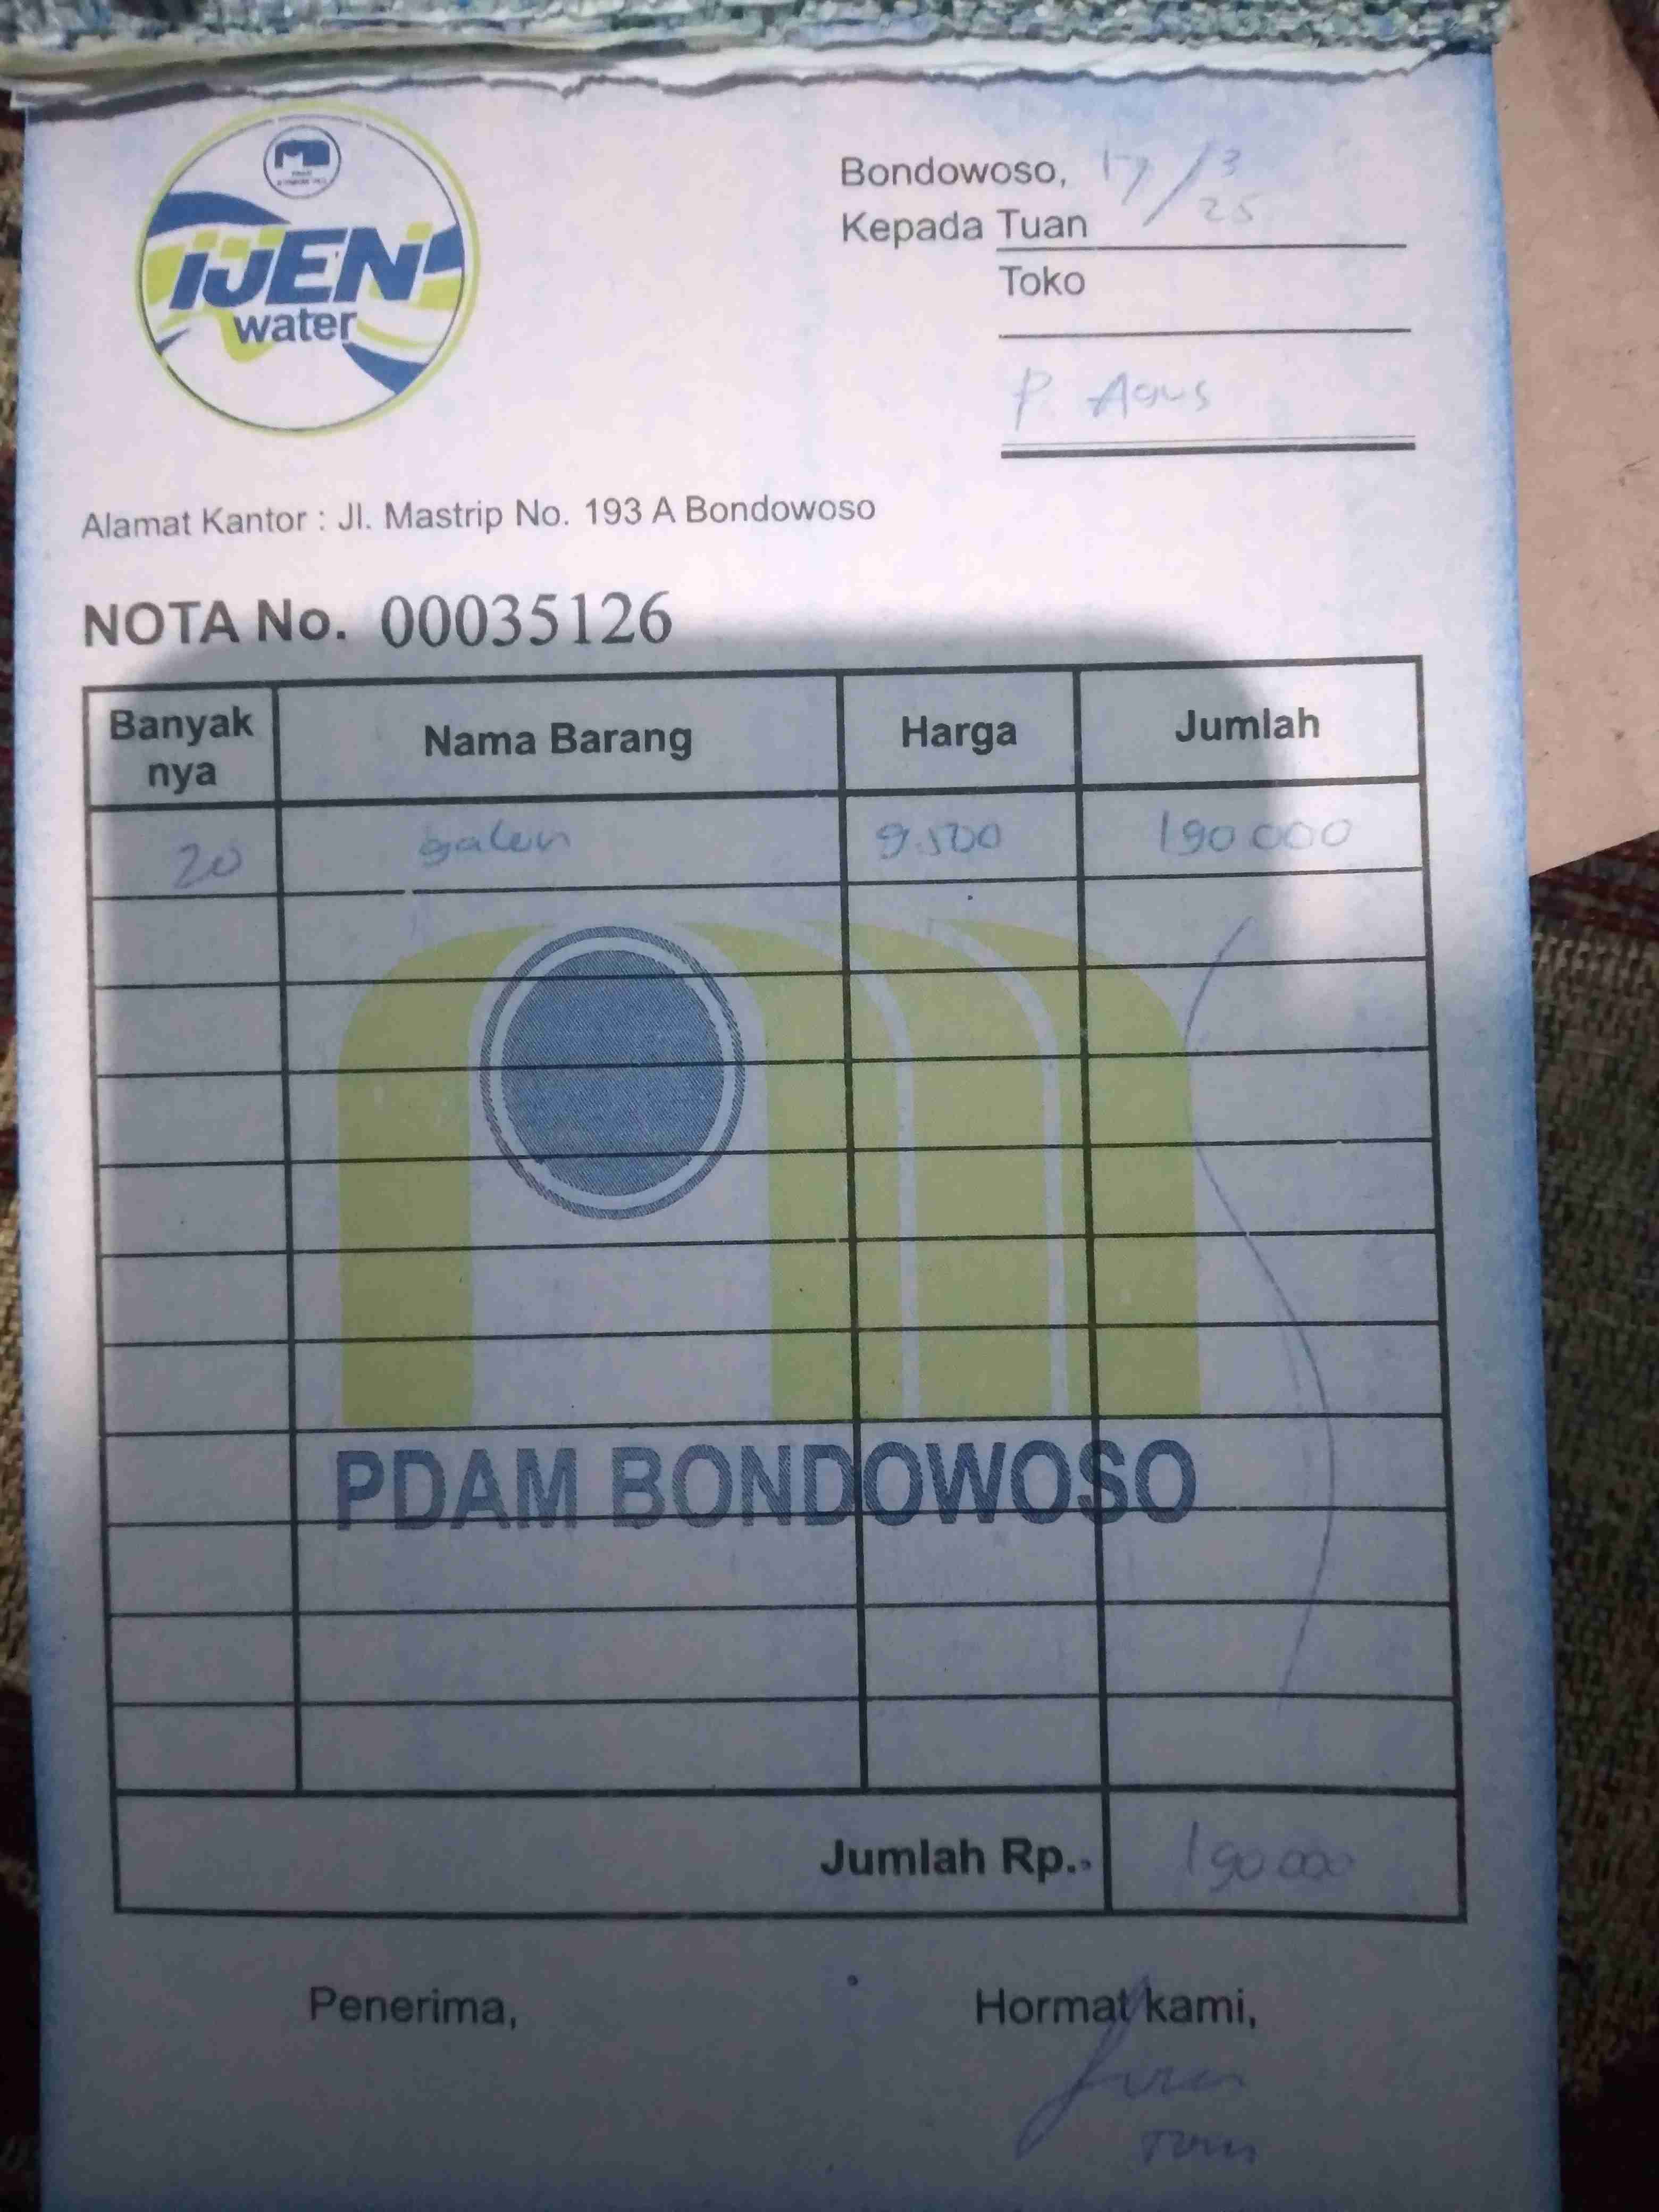 IJEN
water
Bondowoso, 17/3 25
Kepada Tuan
Toko
P. Agus
Alamat Kantor : Jl. Mastrip No. 193 A Bondowoso
NOTA No. 00035126
Banyak nya Nama Barang Harga Jumlah
20 galon 9.500 190 000
PDAM BONDOWOSO
Jumlah Rp. 190 000
Penerima, Hormat kami,